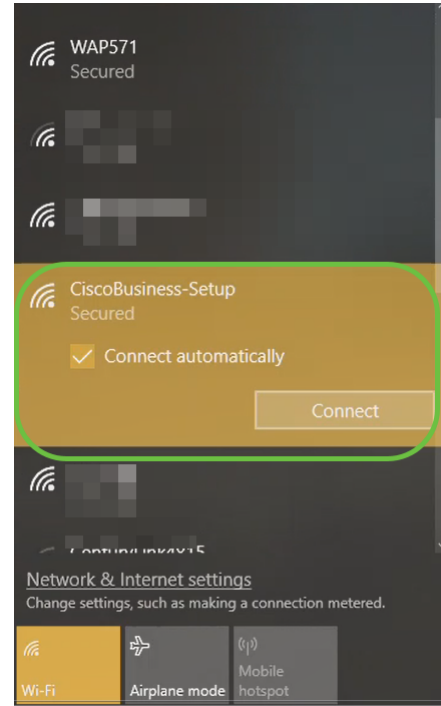 WAP571
Secured
CiscoBusiness-Setup
Secured
Connect automatically
Connect
Network & Internet settings
Change settings, such as making a connection metered.
Wi-Fi
Airplane mode
Mobile
hotspot